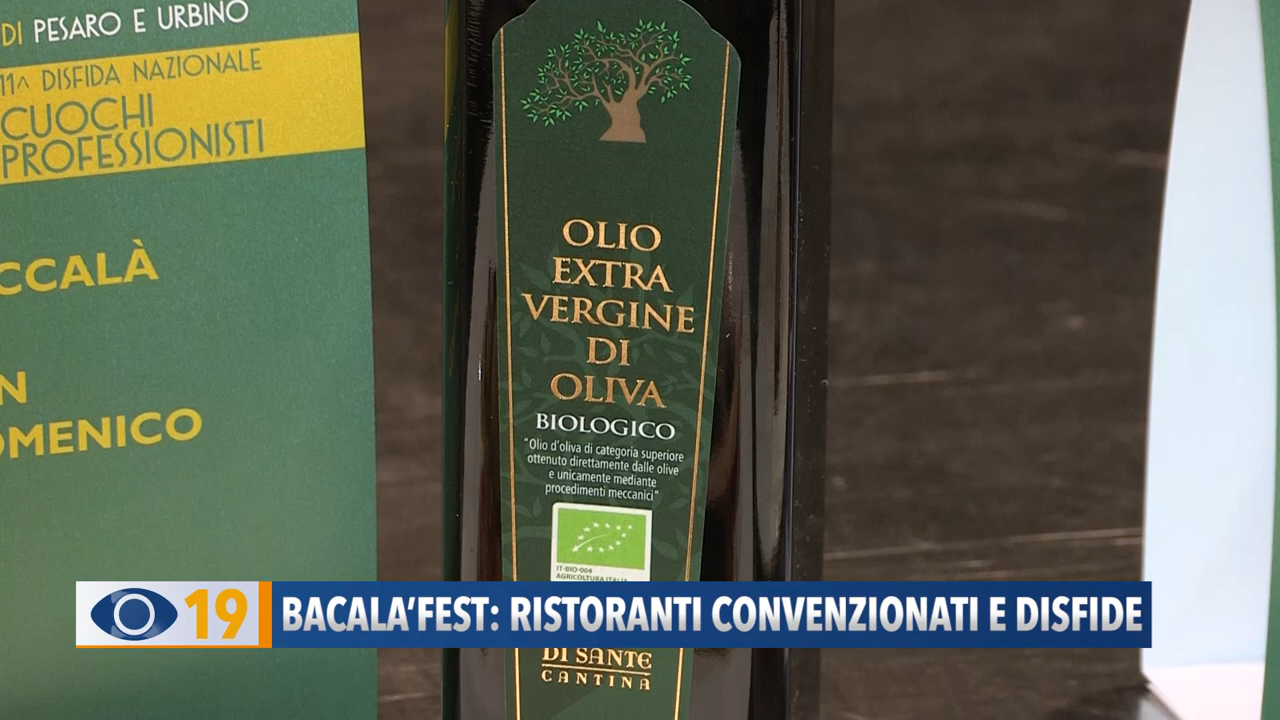 DI PESARO E URBINO
11^ DISFIDA NAZIONALE
CUOCHI
PROFESSIONISTI
CCALÀ
N
OMENICO
OLIO
EXTRA
VERGINE
DI
OLIVA
BIOLOGICO
"Olio d'oliva di categoria superiore
ottenuto direttamente dalle olive
e unicamente mediante
procedimenti meccanici"
IT-BIO-004
AGRICOLTURA ITALIA
19 BACALA'FEST: RISTORANTI CONVENZIONATI E DISFIDE
DI SANTE
CANTINA